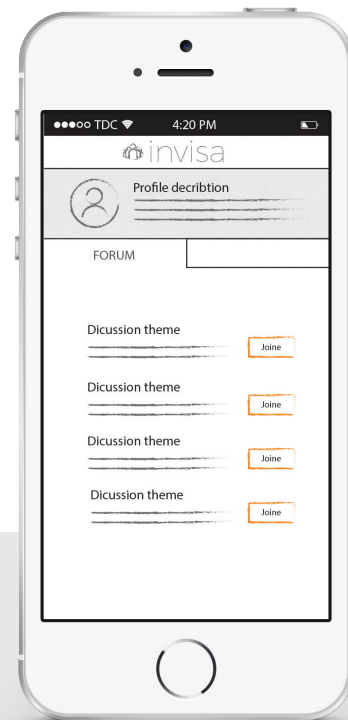 TDC
4:20 PM
invisa
Profile decribtion
FORUM
Dicussion theme
Joine
Dicussion theme
Joine
Dicussion theme
Joine
Dicussion theme
Joine